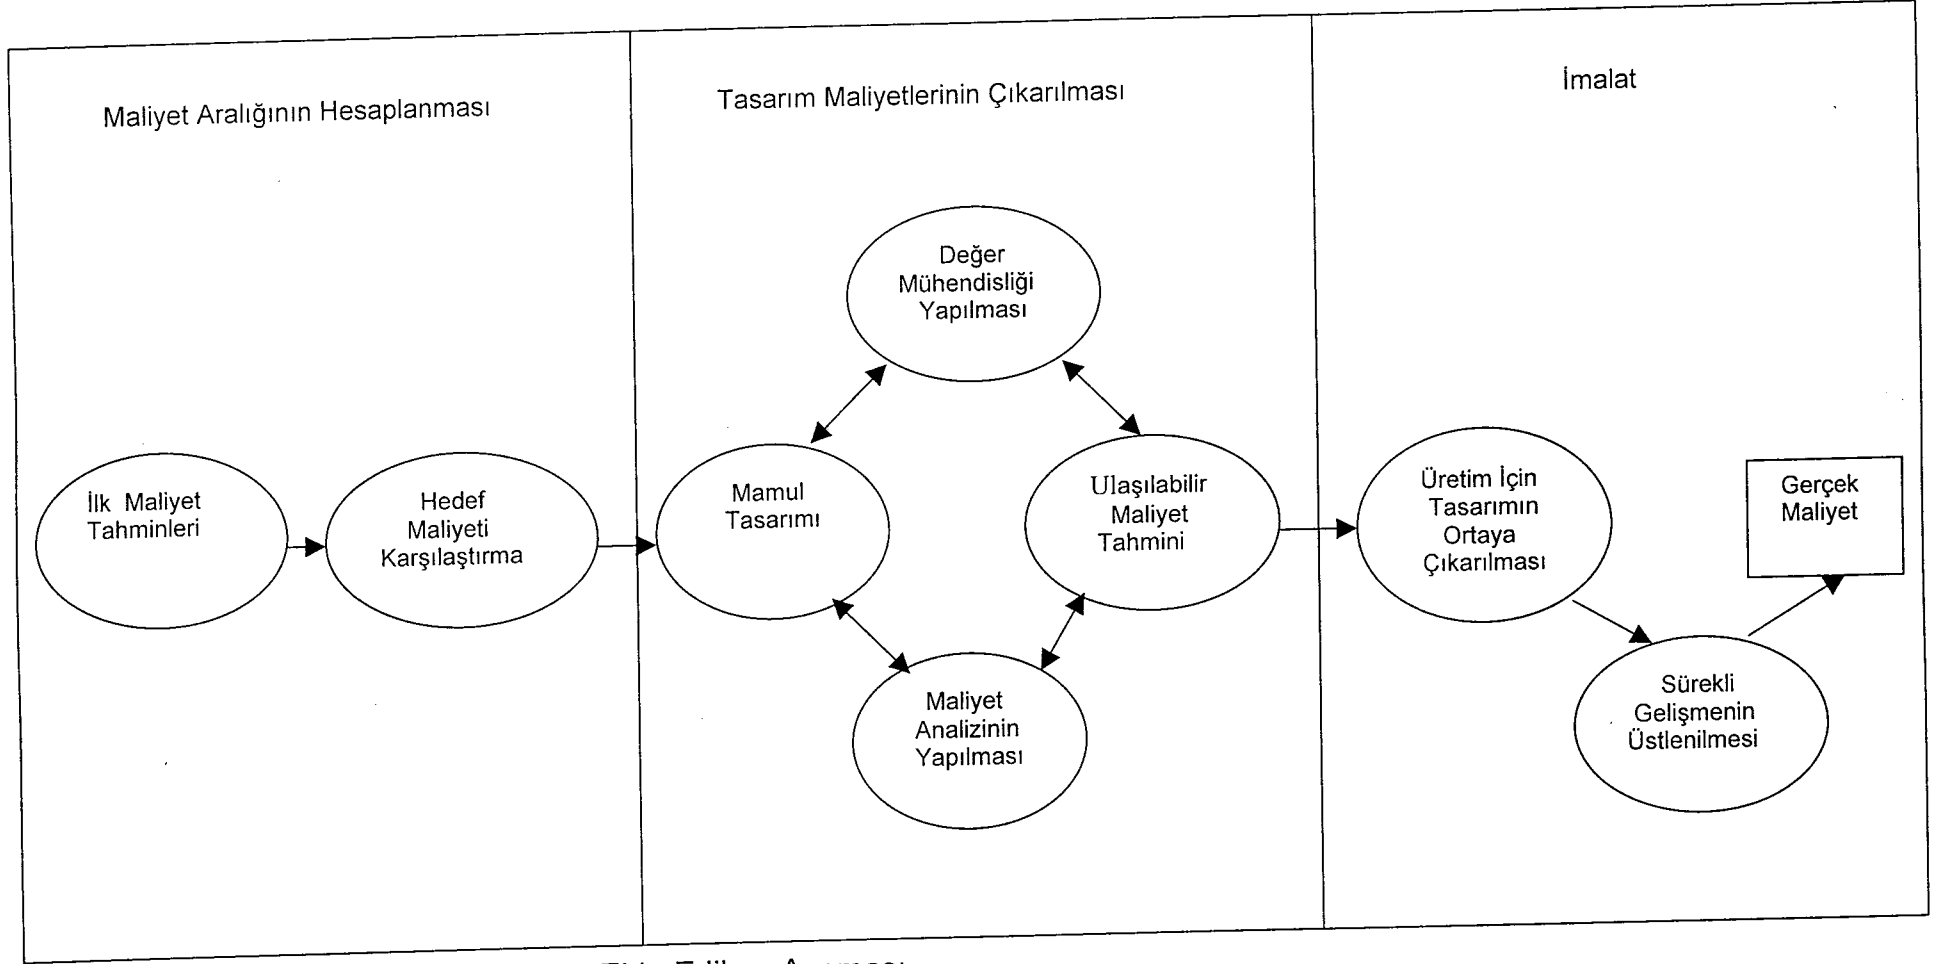 Maliyet Aralığının Hesaplanması
Tasarım Maliyetlerinin Çıkarılması
İmalat
İlk Maliyet
Tahminleri
Hedef
Maliyeti
Karşılaştırma
Değer
Mühendisliği
Yapılması
Mamul
Tasarımı
Ulaşılabilir
Maliyet
Tahmini
Maliyet
Analizinin
Yapılması
Üretim İçin
Tasarımın
Ortaya
Çıkarılması
Sürekli
Gelişmenin
Üstlenilmesi
Gerçek
Maliyet